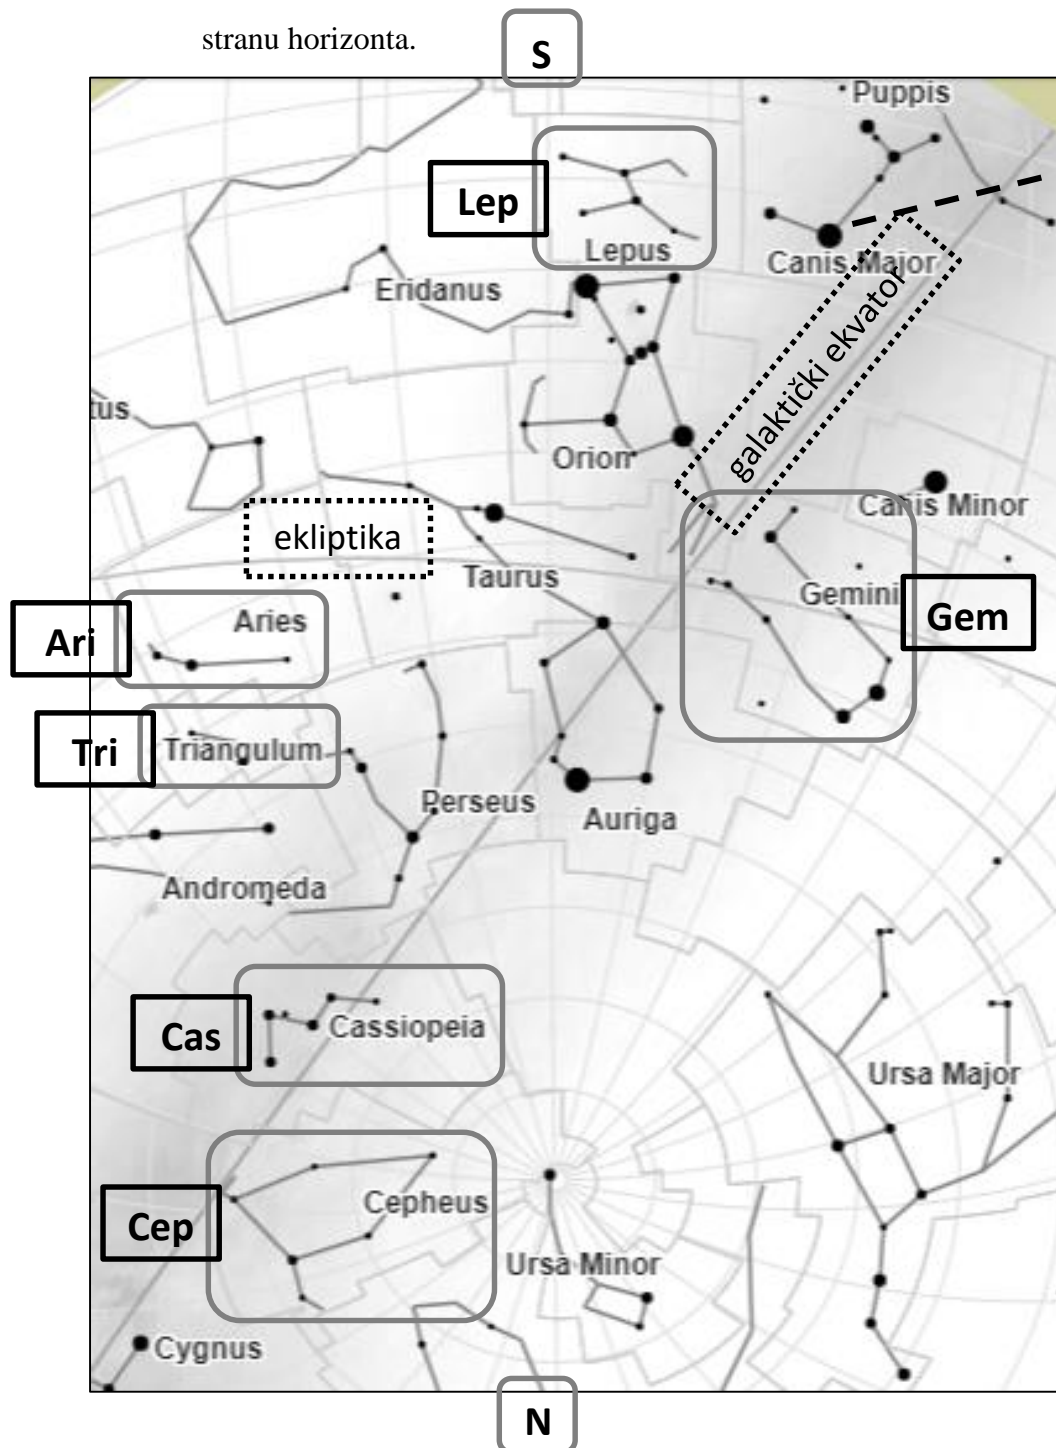 stranu horizonta.
S
Puppis
Lep
Lepus
Canis Major
Eridanus
galaktički ekvator
tus
Orion
Canis Minor
ekliptika
Taurus
Gemini
Gem
Aries
Ari
Tri
Triangulum
Perseus
Auriga
Andromeda
Cas
Cassiopeia
Ursa Major
Cepheus
Cep
Ursa Minor
Cygnus
N